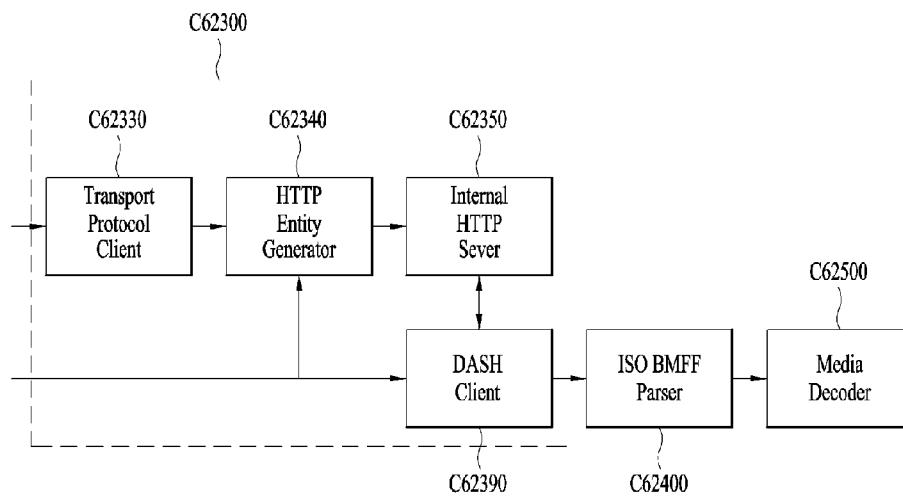 C62300
C62330
C62340
C62350
Transport
Protocol
Client
HTTP
Entity
Generator
Internal
HTTP
Sever
C62500
DASH
Client
ISO BMFF
Parser
Media
Decoder
C62390
C62400